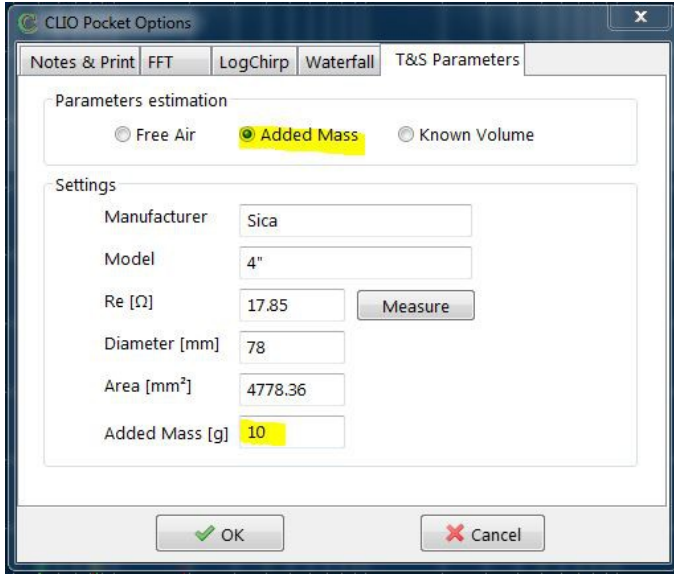 CLIO Pocket Options
x
Notes & Print FFT LogChirp Waterfall T&S Parameters
Parameters estimation
Free Air Added Mass Known Volume
Settings
Manufacturer Sica
Model 4"
Re [Ω] 17.85 Measure
Diameter [mm] 78
Area [mm²] 4778.36
Added Mass [g] 10
OK Cancel